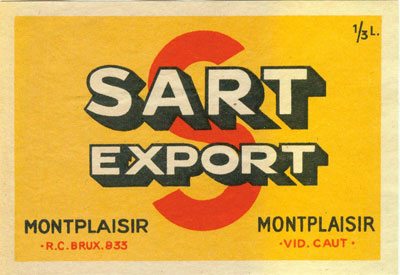 1/3 L.
S
SART
EXPORT
MONTPLAISIR
·R.C. BRUX. 833
MONTPLAISIR
·VID. CAUT·